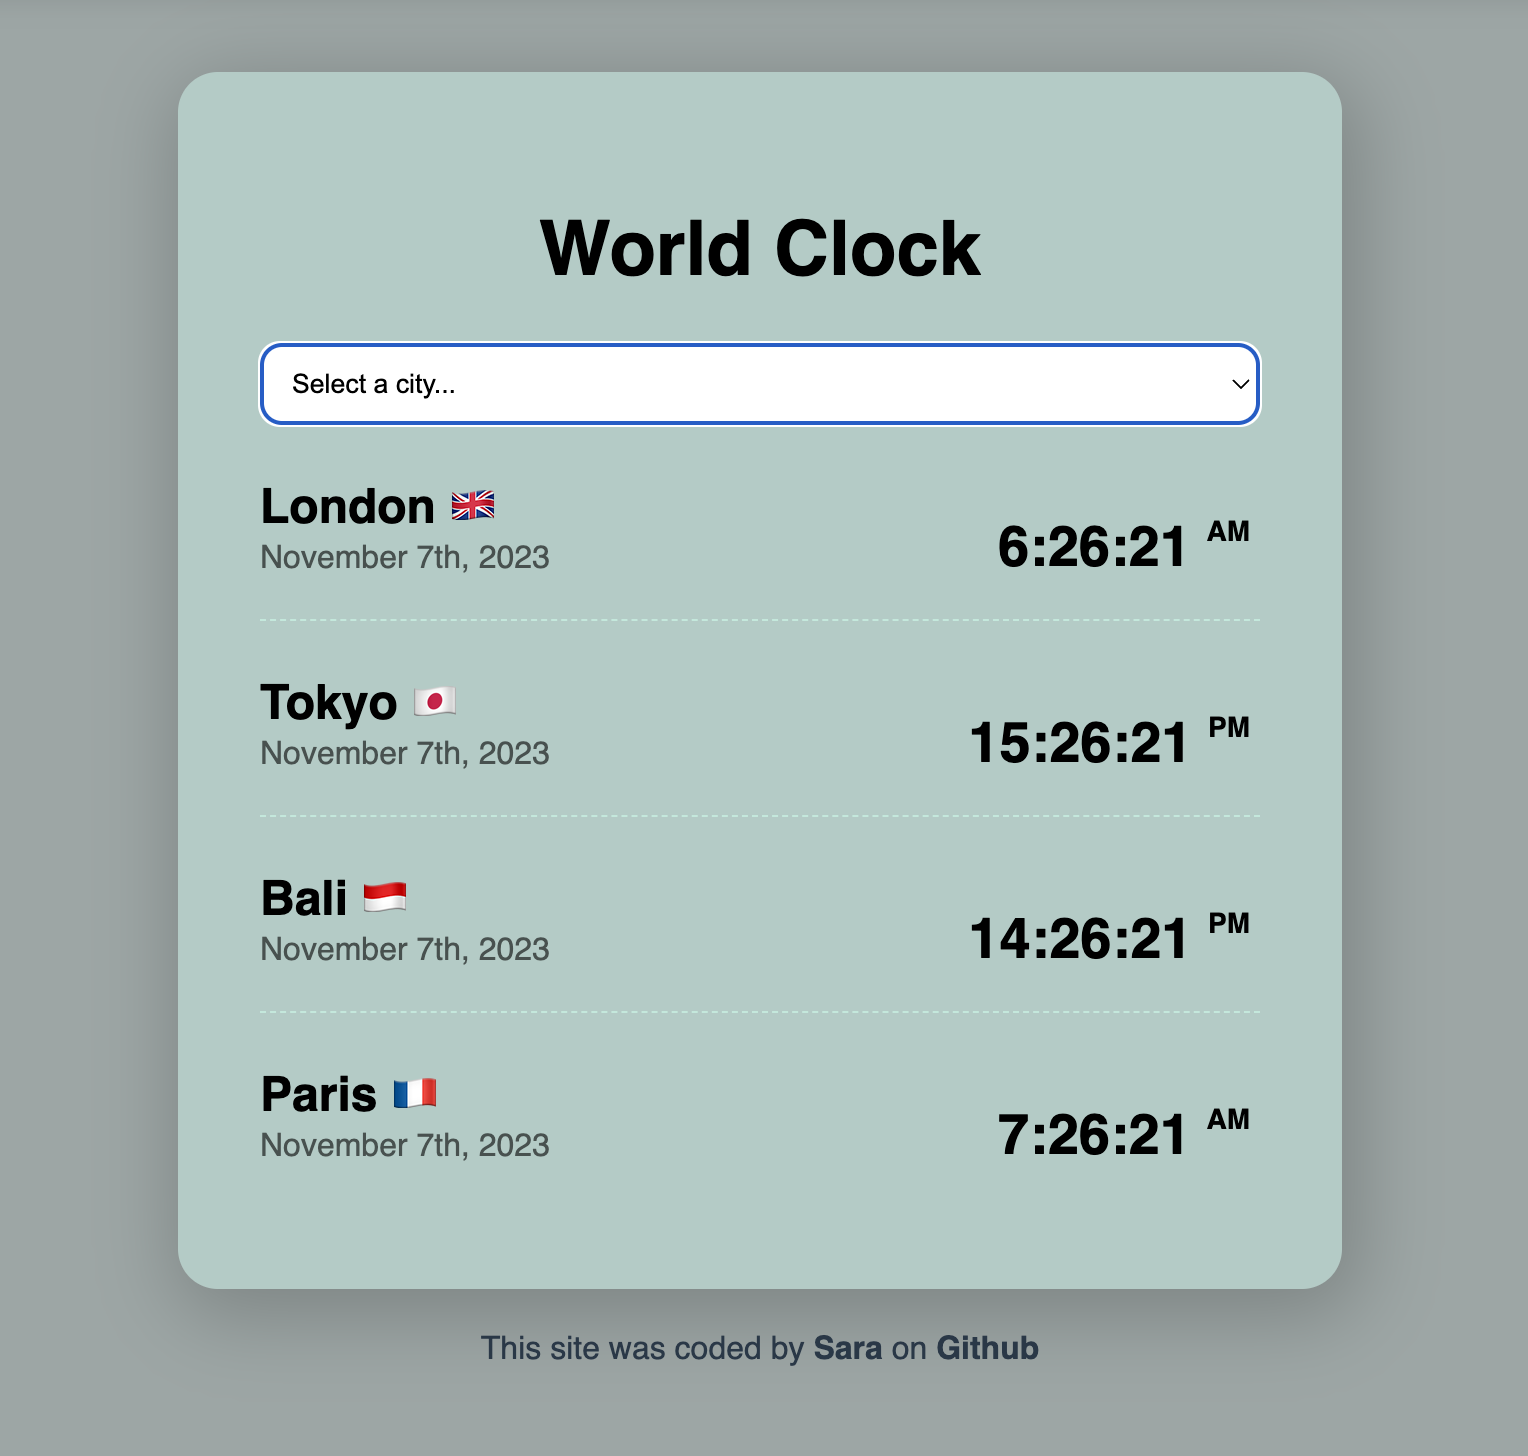 World Clock
Select a city...
London 🇬🇧
November 7th, 2023
6:26:21 AM
Tokyo 🇯🇵
November 7th, 2023
15:26:21 PM
Bali 🇮🇩
November 7th, 2023
14:26:21 PM
Paris 🇫🇷
November 7th, 2023
7:26:21 AM
This site was coded by Sara on Github